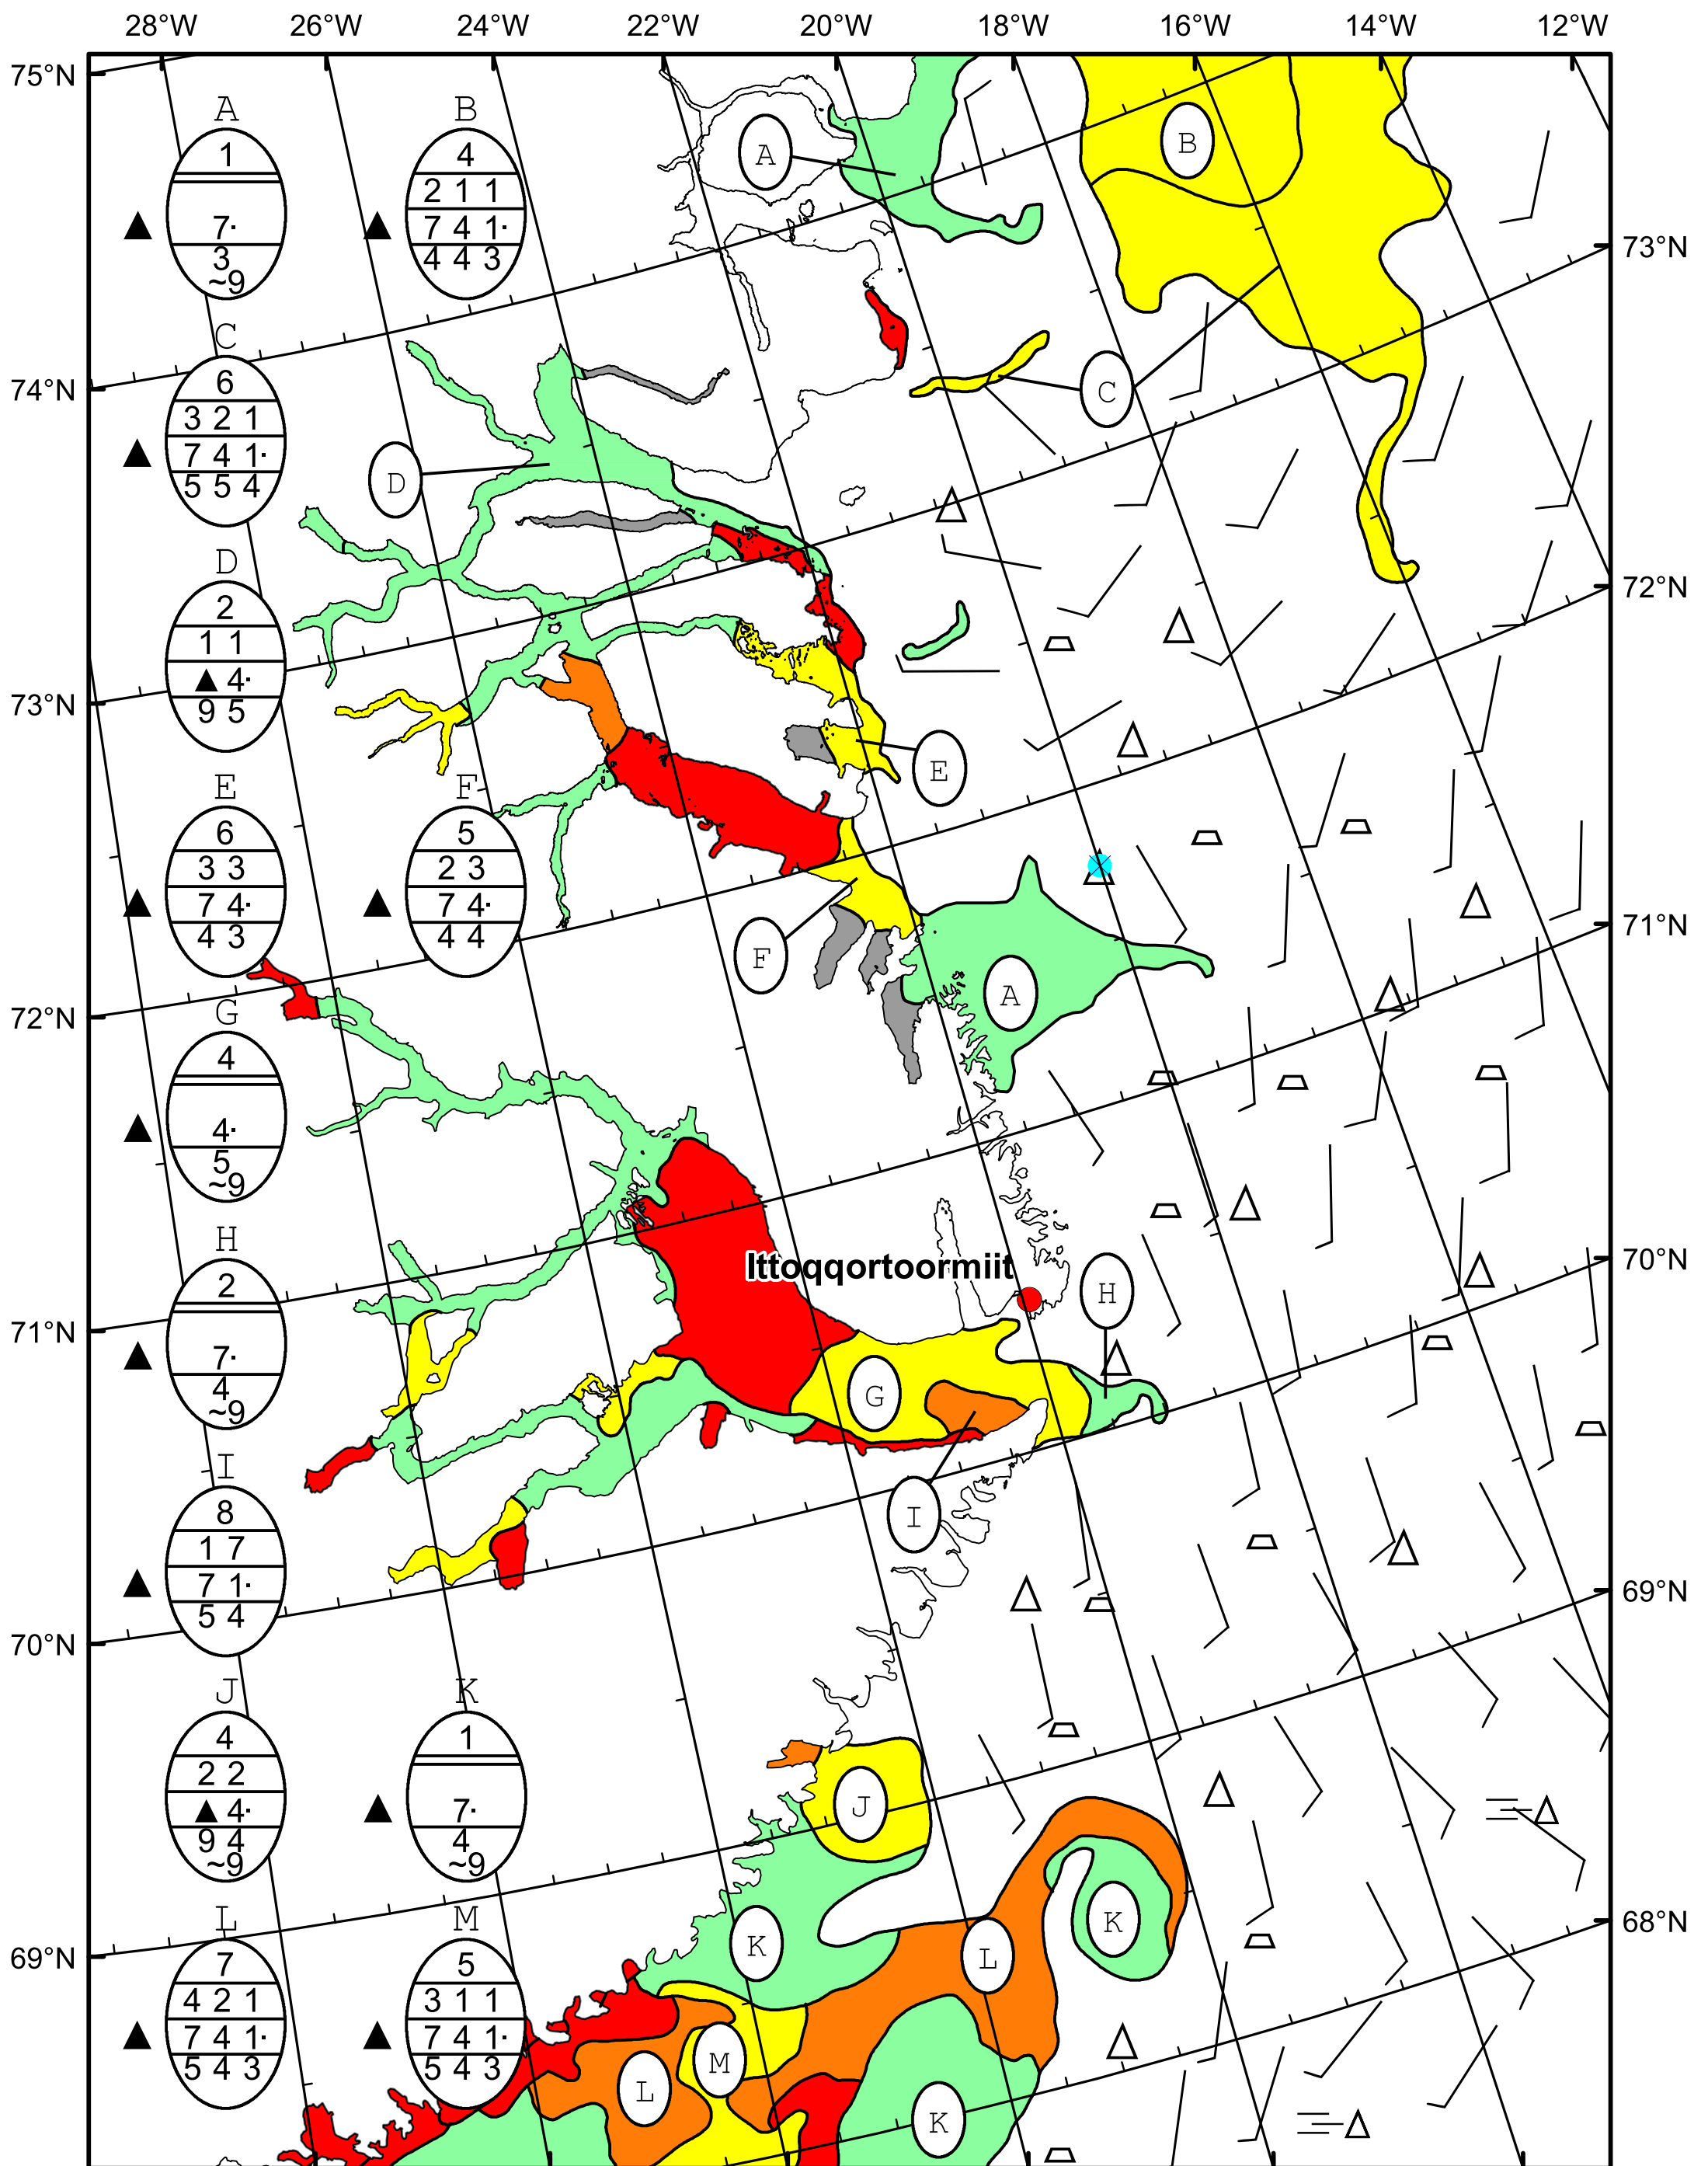 28°W 26°W 24°W 22°W 20°W 18°W 16°W 14°W 12°W
75°N
74°N
73°N
72°N
71°N
70°N
69°N
73°N
72°N
71°N
70°N
69°N
68°N
A
1
7·
3
~9
B
4
2 1 1
7 4 1·
4 4 3
C
6
3 2 1
7 4 1·
5 5 4
D
2
1 1
▲ 4·
9 5
E
6
3 3
7 4·
4 3
F
5
2 3
7 4·
4 4
G
4
4·
5
~9
H
2
7·
4
~9
I
8
1 7
7 1·
5 4
J
4
2 2
▲ 4·
9 4
~9
K
1
7·
4
~9
L
7
4 2 1
7 4 1·
5 4 3
M
5
3 1 1
7 4 1·
5 4 3
A
B
C
D
E
F
A
Ittoqqortoormiit
H
G
I
J
K
K
L
M
L
K